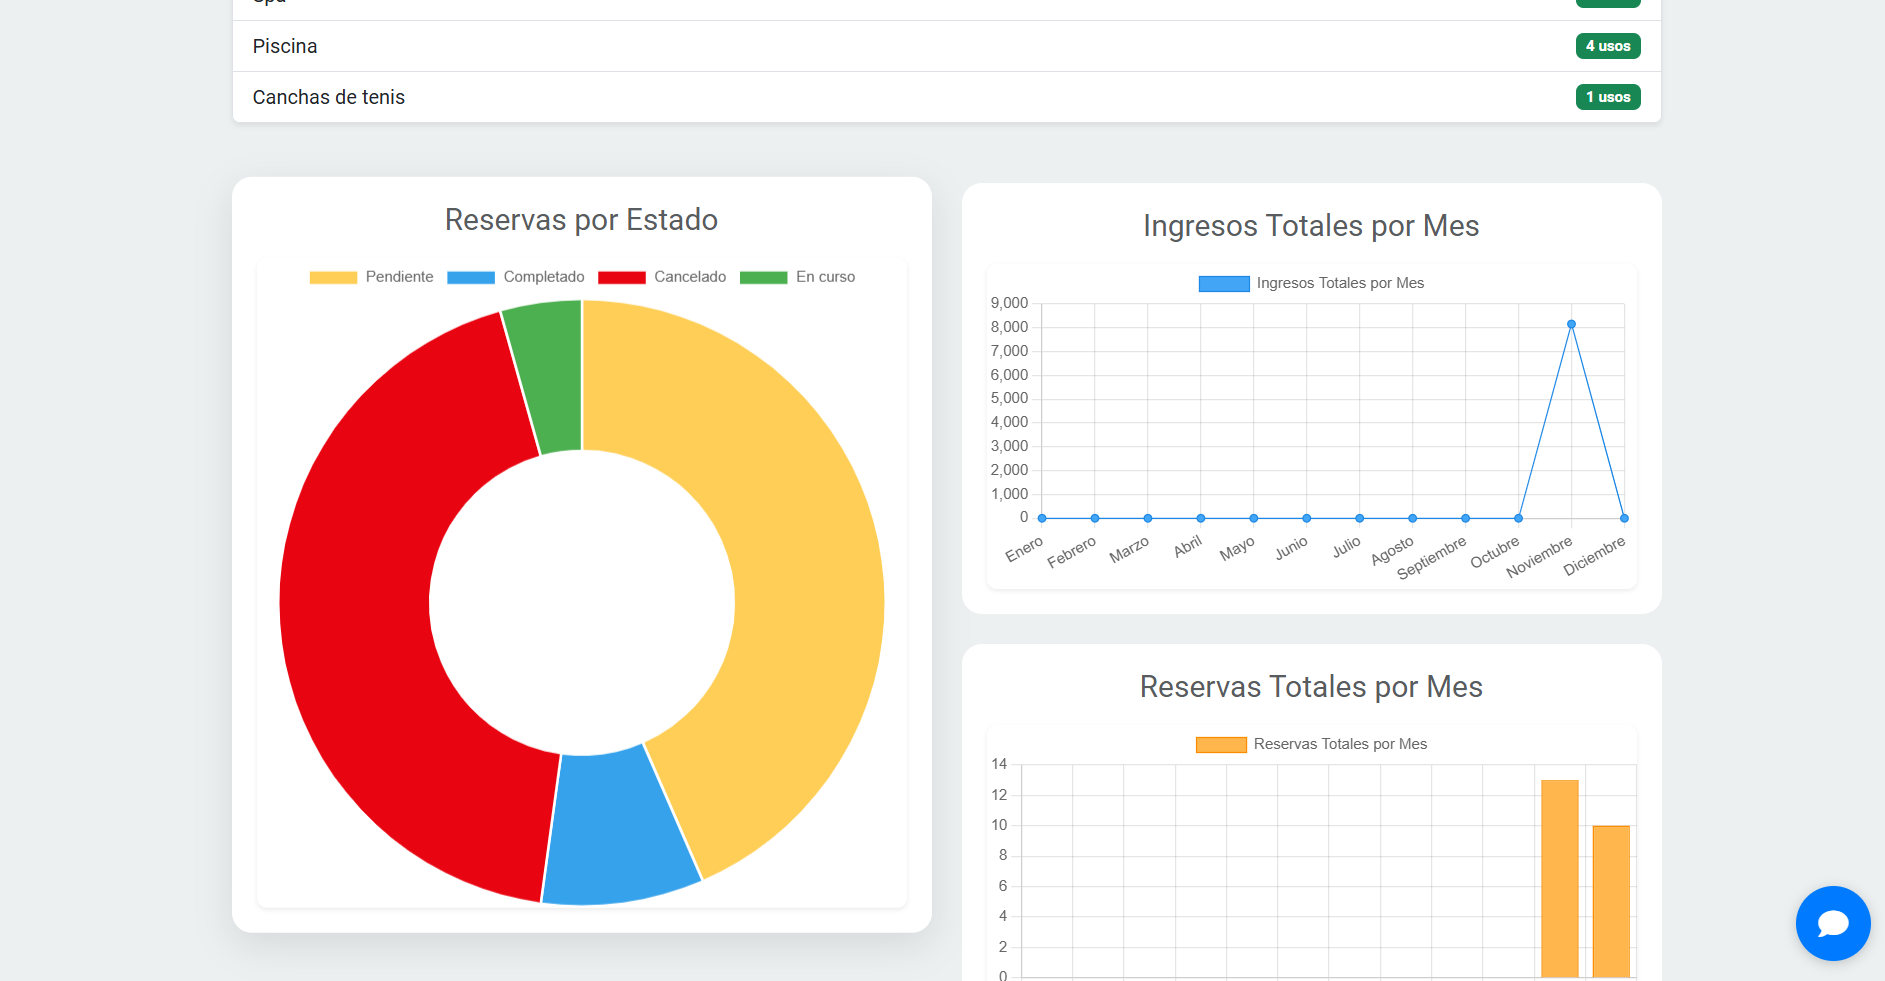 Spa
Piscina
4 usos
Canchas de tenis
1 usos
Reservas por Estado
Pendiente Completado Cancelado En curso
Ingresos Totales por Mes
Ingresos Totales por Mes
9,000
8,000
7,000
6,000
5,000
4,000
3,000
2,000
1,000
0
Enero Febrero Marzo Abril Mayo Junio Julio Agosto Septiembre Octubre Noviembre Diciembre
Reservas Totales por Mes
Reservas Totales por Mes
14
12
10
8
6
4
2
0